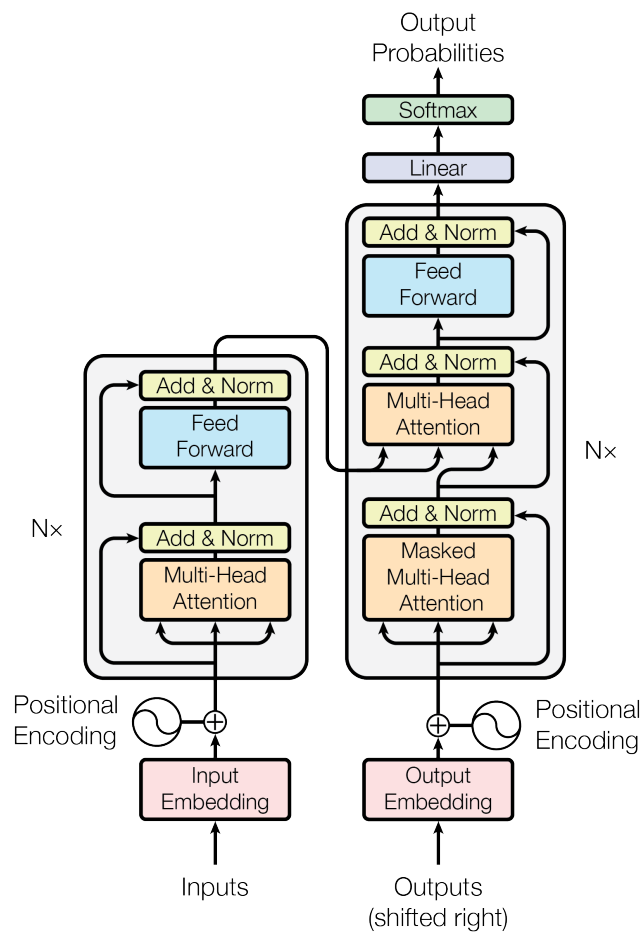 Output
Probabilities
Softmax
Linear
Add & Norm
Feed
Forward
Add & Norm
Multi-Head
Attention
Add & Norm
Masked
Multi-Head
Attention
N×
Add & Norm
Feed
Forward
N×
Add & Norm
Multi-Head
Attention
Positional
Encoding
Positional
Encoding
Input
Embedding
Output
Embedding
Inputs
Outputs
(shifted right)